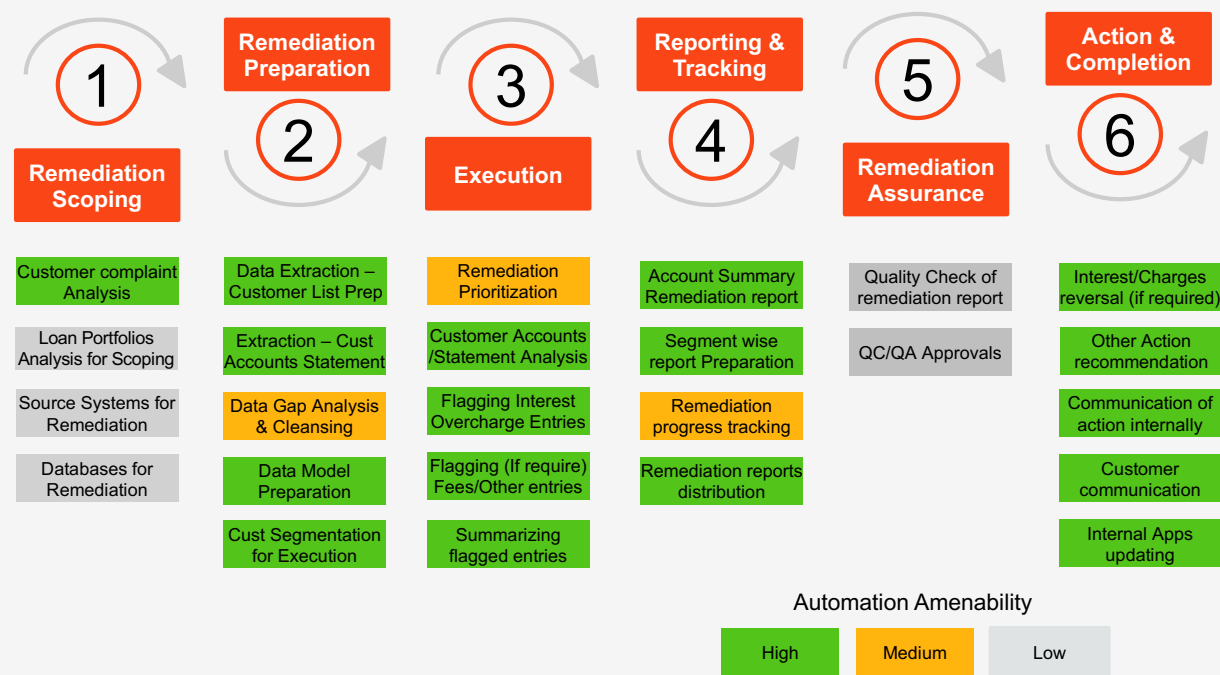 1
Remediation
Scoping
Customer complaint
Analysis
Loan Portfolios
Analysis for Scoping
Source Systems for
Remediation
Databases for
Remediation
Remediation
Preparation
2
Data Extraction –
Customer List Prep
Extraction – Cust
Accounts Statement
Data Gap Analysis
& Cleansing
Data Model
Preparation
Cust Segmentation
for Execution
3
Execution
Remediation
Prioritization
Customer Accounts
/Statement Analysis
Flagging Interest
Overcharge Entries
Flagging (If require)
Fees/Other entries
Summarizing
flagged entries
Reporting &
Tracking
4
Account Summary
Remediation report
Segment wise
report Preparation
Remediation
progress tracking
Remediation reports
distribution
5
Remediation
Assurance
Quality Check of
remediation report
QC/QA Approvals
Action &
Completion
6
Interest/Charges
reversal (if required)
Other Action
recommendation
Communication of
action internally
Customer
communication
Internal Apps
updating
Automation Amenability
High
Medium
Low